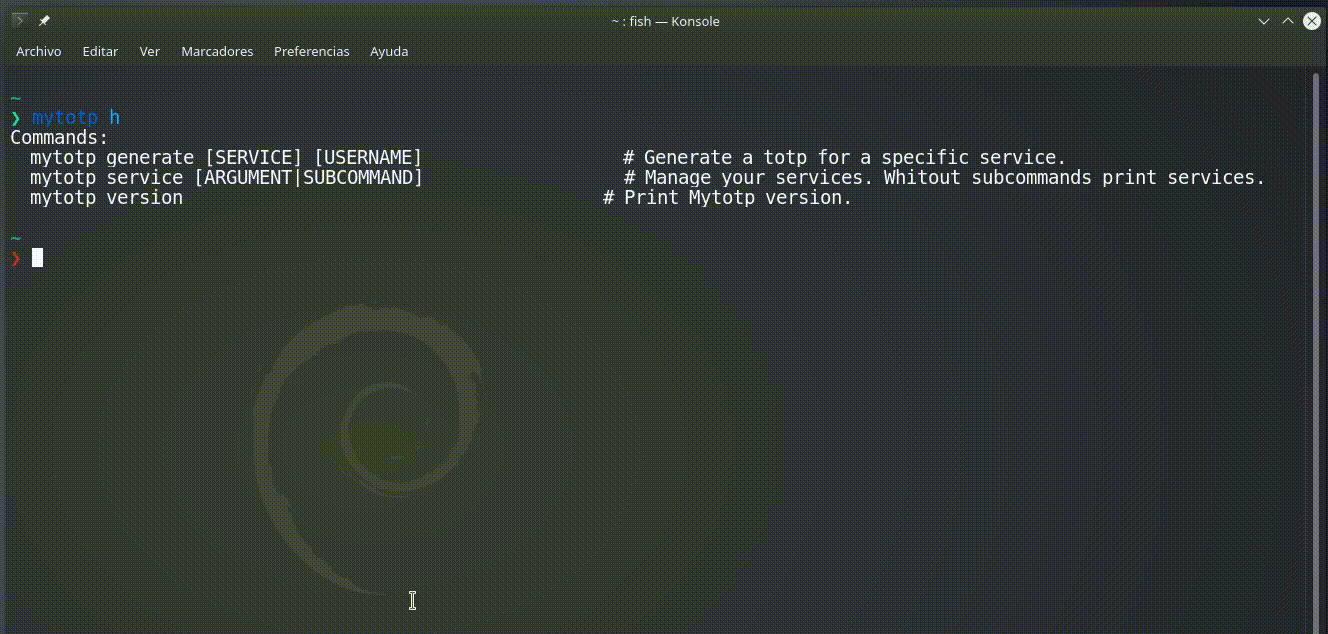 ~ : fish — Konsole
Archivo Editar Ver Marcadores Preferencias Ayuda
~
❯ mytotp h
Commands:
  mytotp generate [SERVICE] [USERNAME]                   # Generate a totp for a specific service.
  mytotp service [ARGUMENT|SUBCOMMAND]                   # Manage your services. Whitout subcommands print services.
  mytotp version                                       # Print Mytotp version.
~
❯